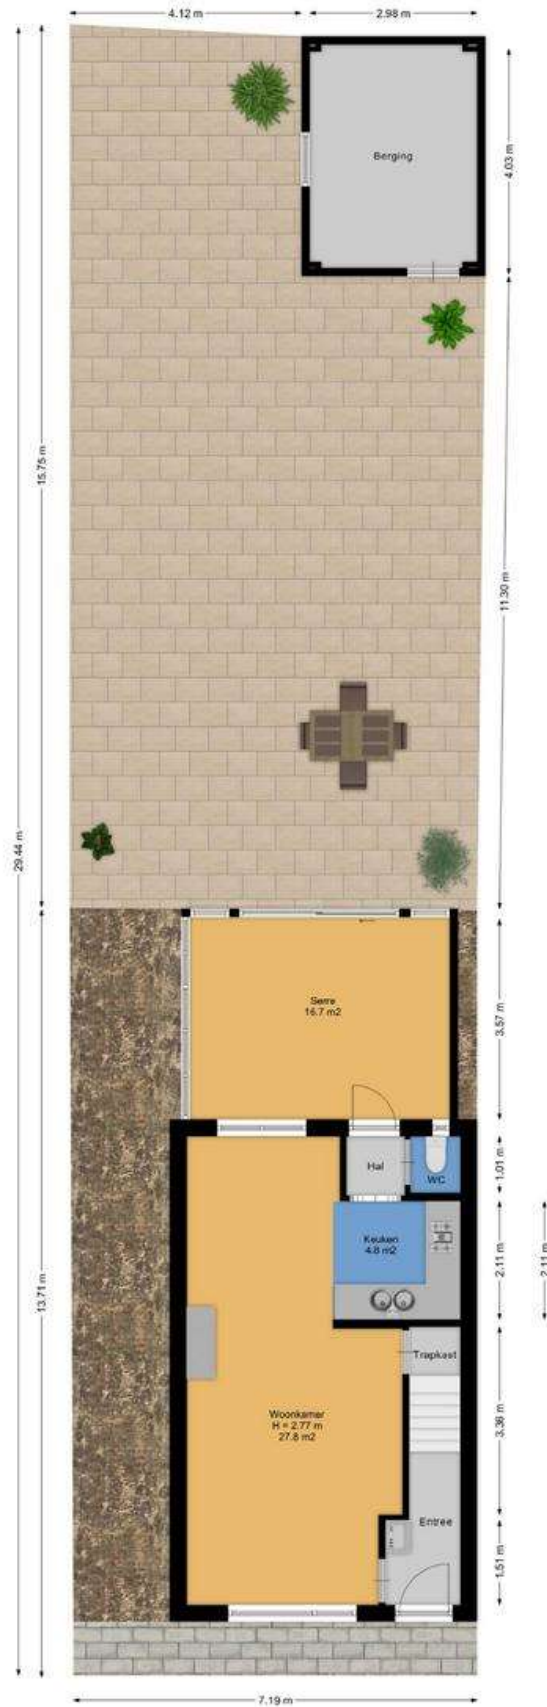 4.12 m
2.98 m
Berging
4.03 m
15.75 m
11.30 m
29.44 m
Serre
16.7 m2
3.57 m
Hal
WC
1.01 m
Keuken
4.8 m2
2.11 m
2.11 m
13.71 m
Trapkast
3.36 m
Woonkamer
H = 2.77 m
27.8 m2
Entree
1.51 m
7.19 m